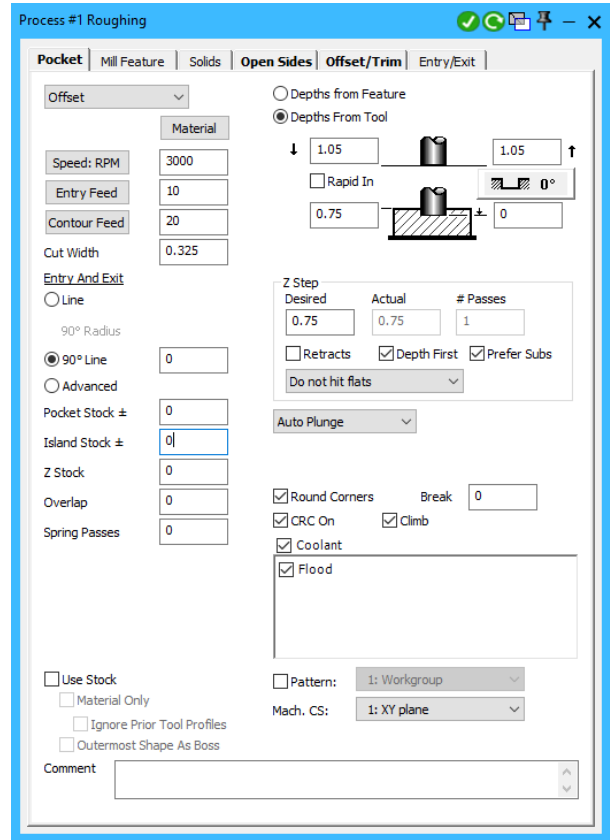 Process #1 Roughing
Pocket Mill Feature Solids Open Sides Offset/Trim Entry/Exit
Offset
Material
Speed: RPM 3000
Entry Feed 10
Contour Feed 20
Cut Width 0.325
Entry And Exit
Line
90° Radius
90° Line 0
Advanced
Pocket Stock ± 0
Island Stock ± 0
Z Stock 0
Overlap 0
Spring Passes 0
Depths from Feature
Depths From Tool
1.05 1.05
Rapid In
0°
0.75 0
Z Step
Desired Actual # Passes
0.75 0.75 1
Retracts Depth First Prefer Subs
Do not hit flats
Auto Plunge
Round Corners Break 0
CRC On Climb
Coolant
Flood
Use Stock
Material Only
Ignore Prior Tool Profiles
Outermost Shape As Boss
Pattern: 1: Workgroup
Mach. CS: 1: XY plane
Comment